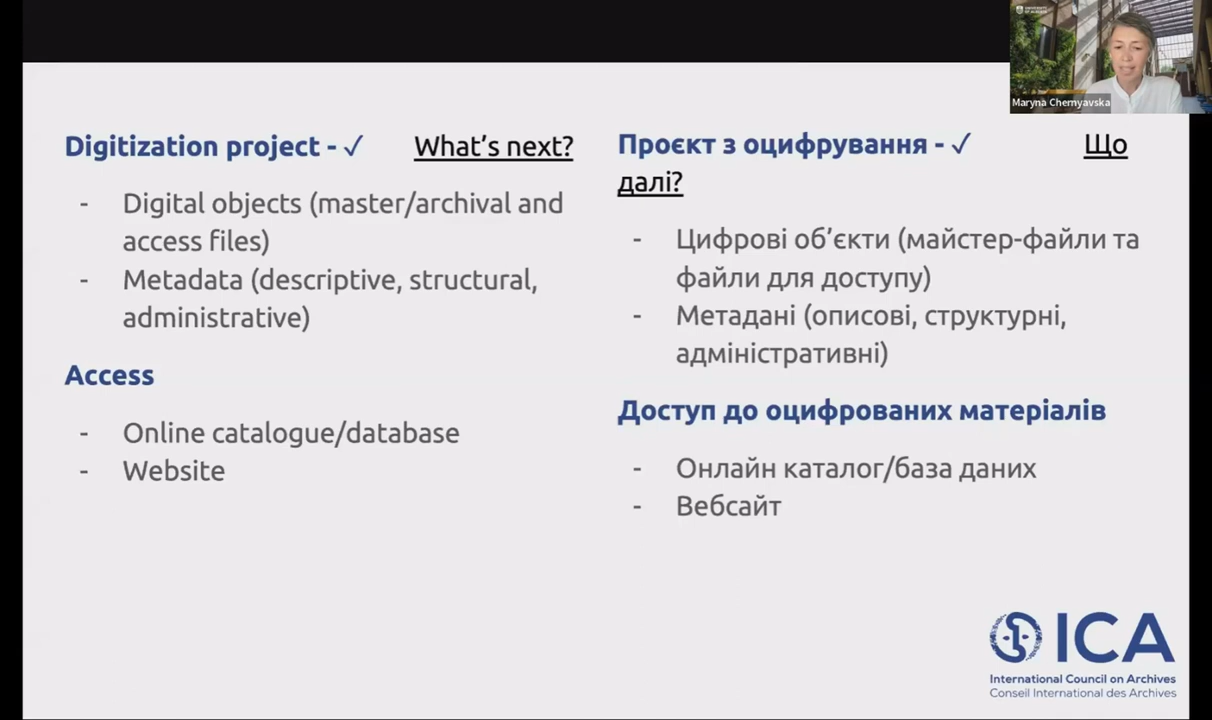 UNIVERSITY OF ALBERTA
Maryna Chernyavska
Digitization project - ✓ What's next?
- Digital objects (master/archival and
access files)
- Metadata (descriptive, structural,
administrative)
Access
- Online catalogue/database
- Website
Проєкт з оцифрування - ✓ Що
далі?
- Цифрові об’єкти (майстер-файли та
файли для доступу)
- Метадані (описові, структурні,
адміністративні)
Доступ до оцифрованих матеріалів
- Онлайн каталог/база даних
- Вебсайт
ICA
International Council on Archives
Conseil International des Archives